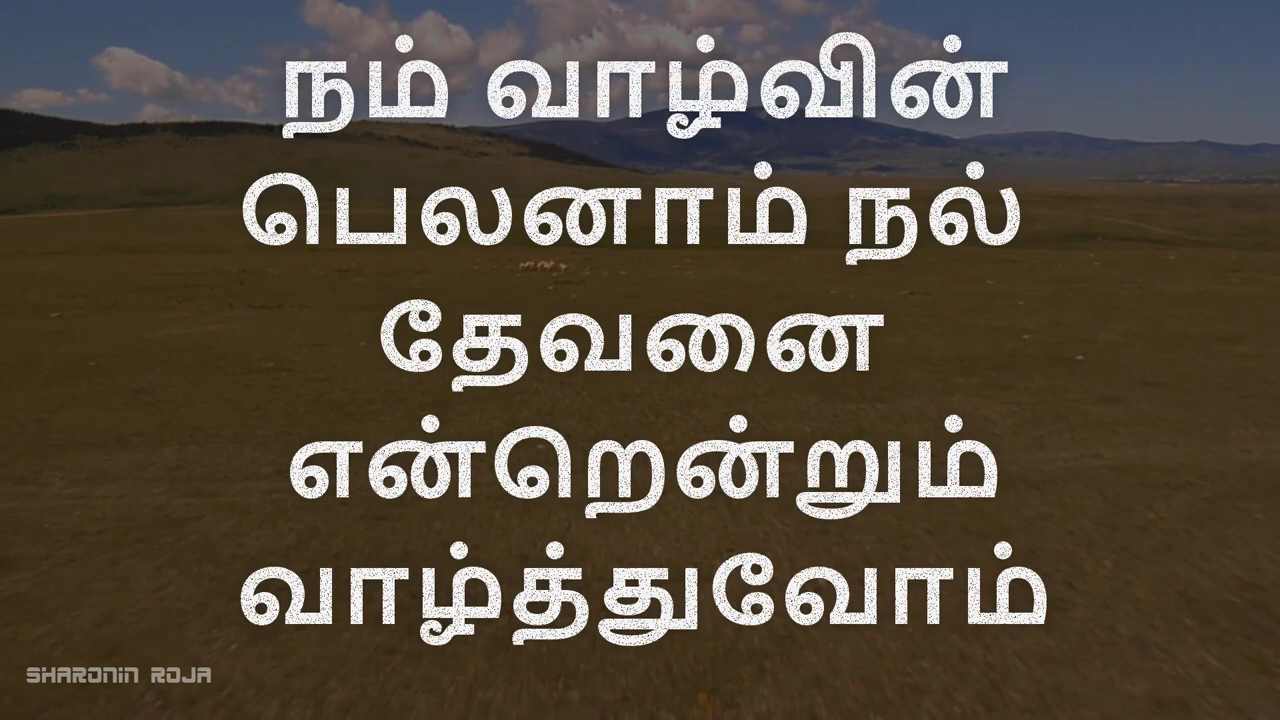 நம் வாழ்வின்
பெலனாம் நல்
தேவனை
என்றென்றும்
வாழ்த்துவோம்
SHARONIN ROJA